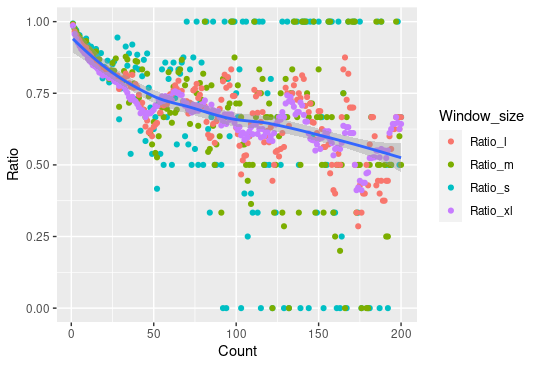 1.00
0.75
0.50
0.25
0.00
Ratio
0 50 100 150 200
Count
Window_size
Ratio_l
Ratio_m
Ratio_s
Ratio_xl